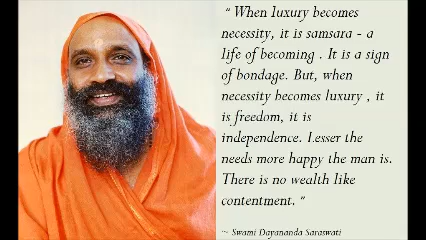 “ When luxury becomes
necessity, it is samsara - a
life of becoming . It is a sign
of bondage. But, when
necessity becomes luxury , it
is freedom, it is
independence. Lesser the
needs more happy the man is.
There is no wealth like
contentment. ”
~ Swami Dayananda Saraswati